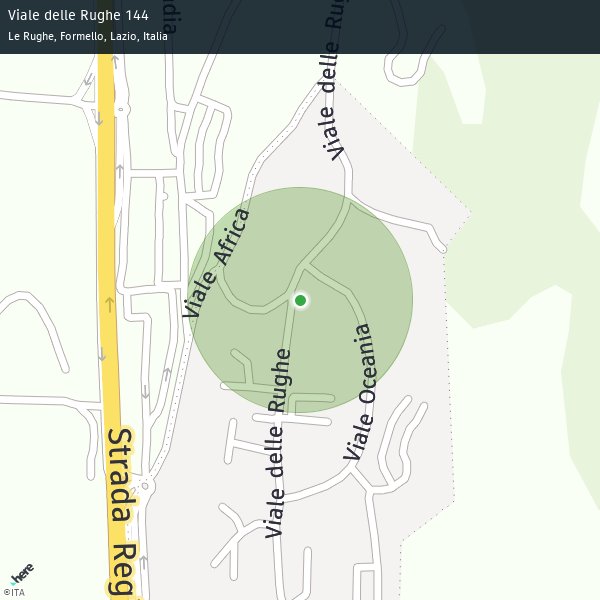 Viale delle Rughe 144
Le Rughe, Formello, Lazio, Italia
Viale delle Rughe
Viale Africa
Viale Oceania
Viale delle Rughe
Strada Reg
here
©ITA